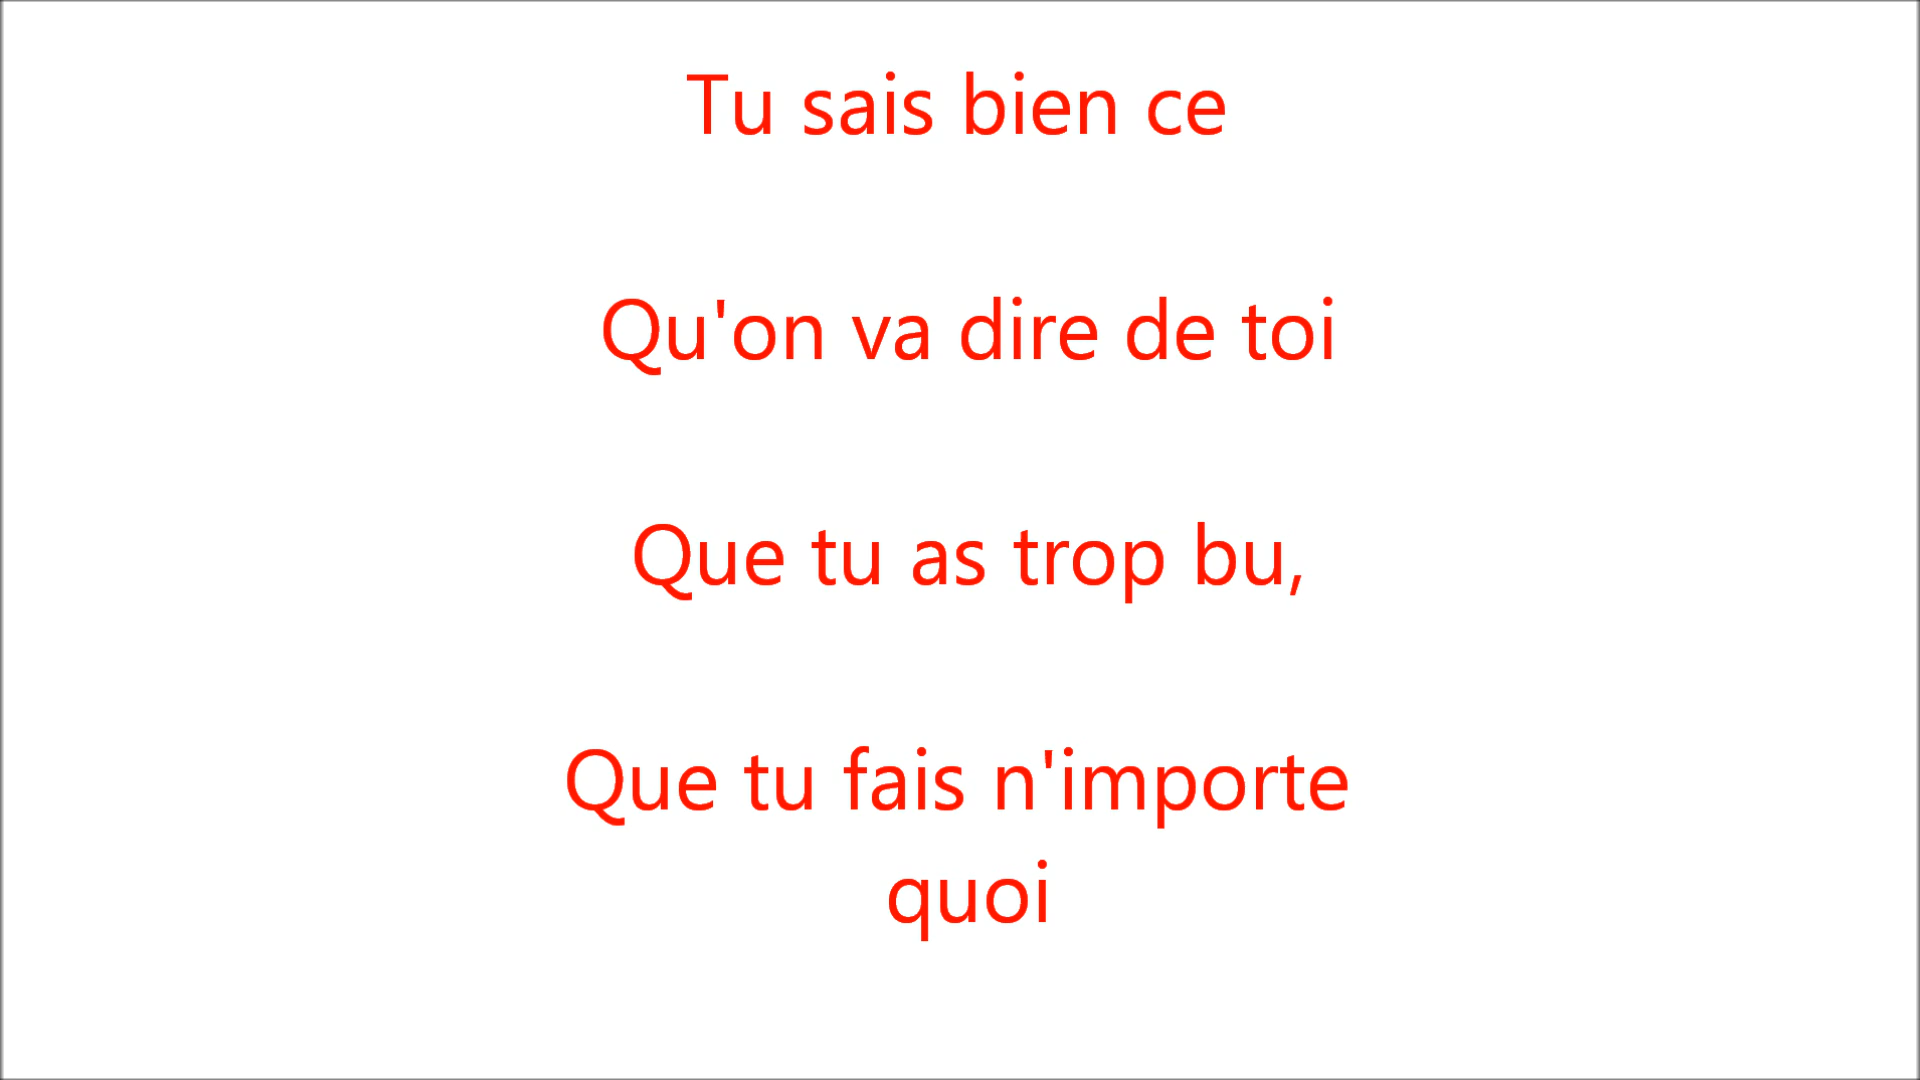 Tu sais bien ce
Qu'on va dire de toi
Que tu as trop bu,
Que tu fais n'importe
quoi